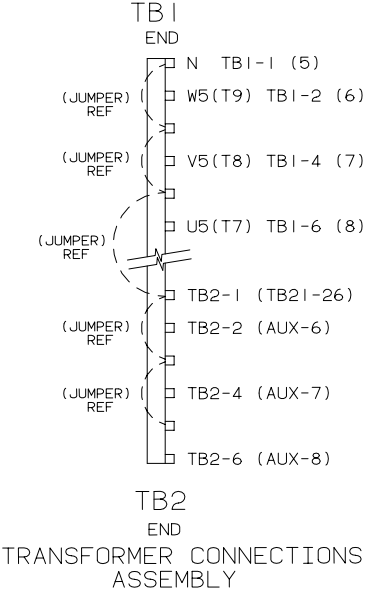 TB1
END
N TB1-1 (5)
(JUMPER) W5(T9) TB1-2 (6)
REF
(JUMPER) V5(T8) TB1-4 (7)
REF
U5(T7) TB1-6 (8)
(JUMPER)
REF
TB2-1 (TB21-26)
(JUMPER) TB2-2 (AUX-6)
REF
(JUMPER) TB2-4 (AUX-7)
REF
TB2-6 (AUX-8)
TB2
END
TRANSFORMER CONNECTIONS
ASSEMBLY